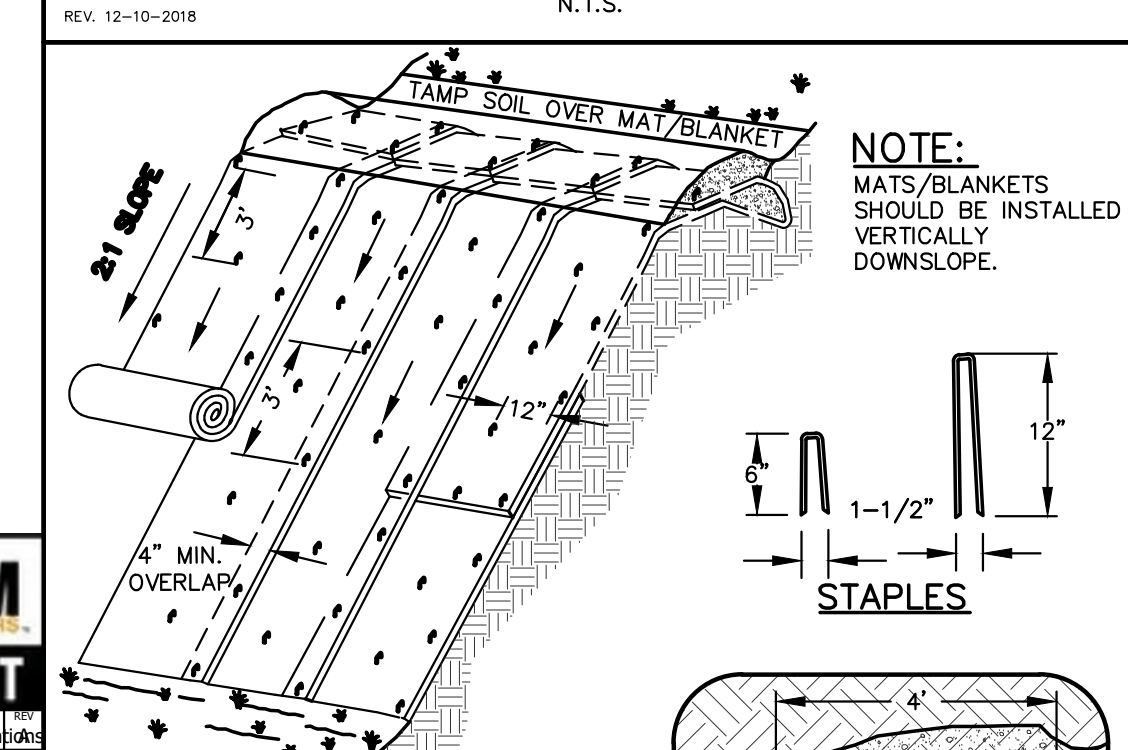 REV. 12-10-2018
N.T.S.
TAMP SOIL OVER MAT/BLANKET
2:1 SLOPE
3'
3'
12"
4" MIN.
OVERLAP
NOTE:
MATS/BLANKETS
SHOULD BE INSTALLED
VERTICALLY
DOWNSLOPE.
6"
1-1/2"
12"
STAPLES
4'
REV